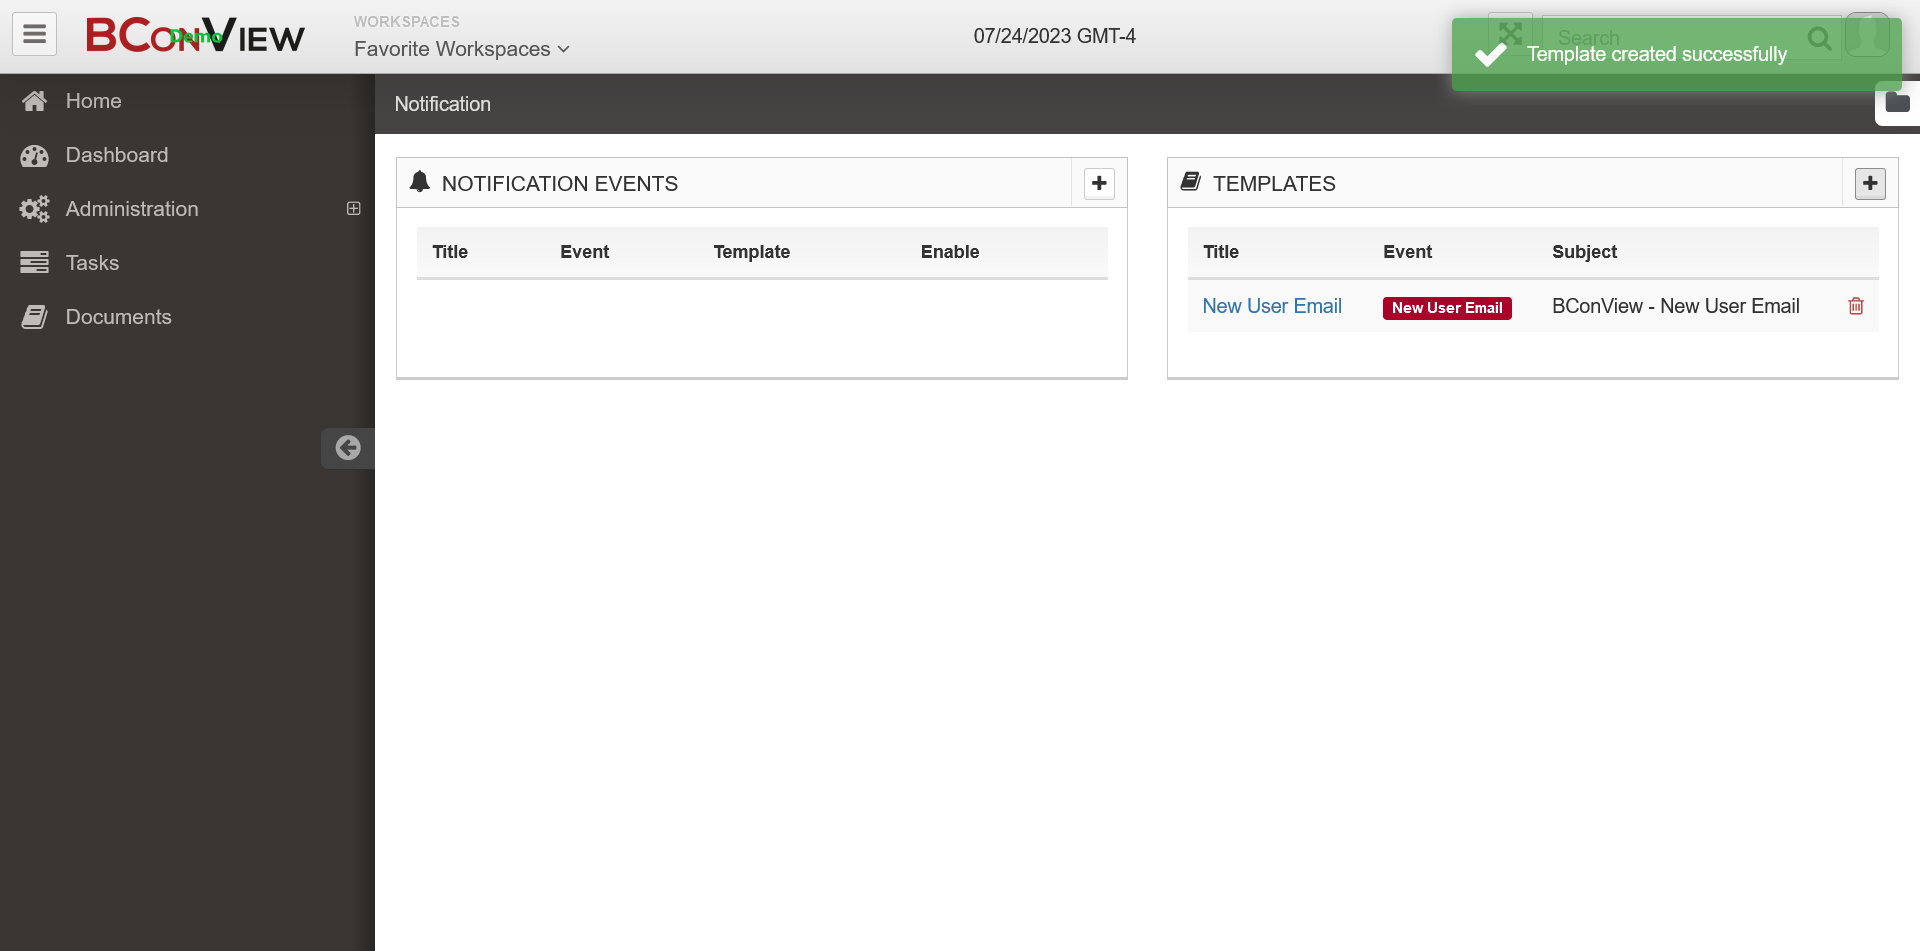 BConView
Demo
WORKSPACES
Favorite Workspaces
07/24/2023 GMT-4
Search
Template created successfully
Home
Dashboard
Administration
Tasks
Documents
Notification
NOTIFICATION EVENTS
Title Event Template Enable
TEMPLATES
Title Event Subject
New User Email New User Email BConView - New User Email